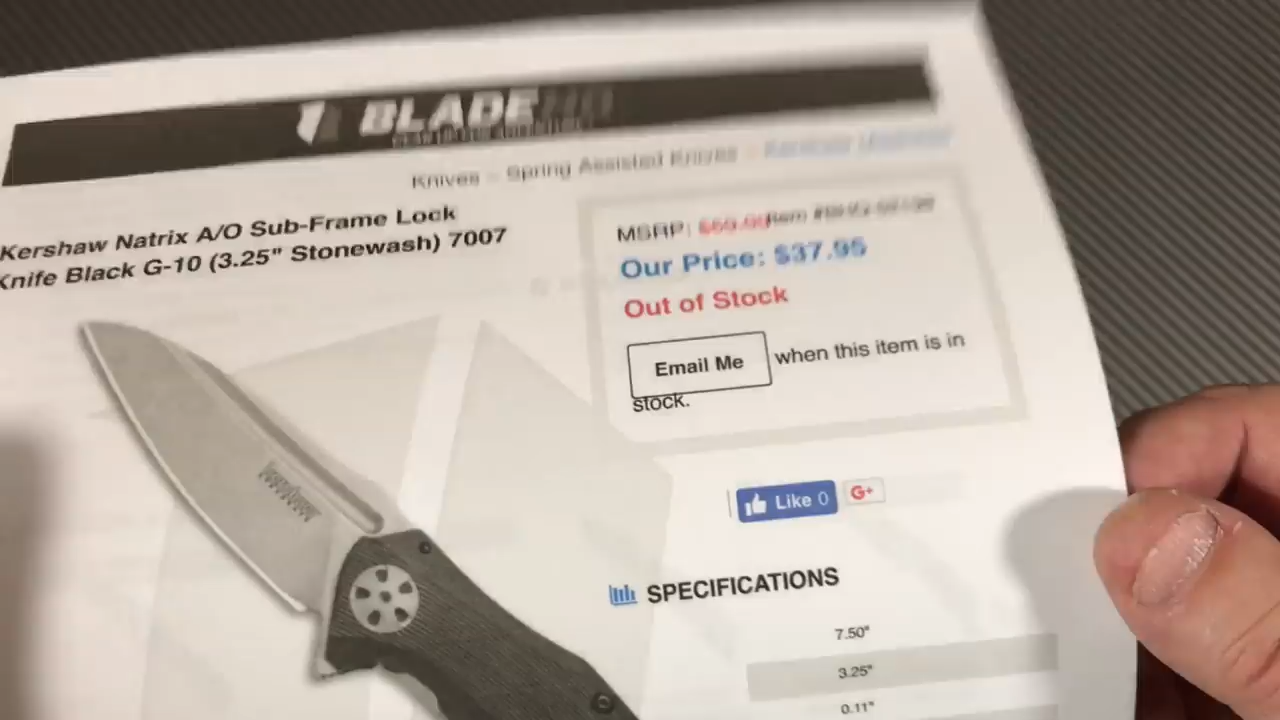 BLADE
Knives - Spring Assisted Knives -
Kershaw Natrix A/O Sub-Frame Lock
Knife Black G-10 (3.25" Stonewash) 7007
MSRP:
Our Price: $37.95
Out of Stock
Email Me when this item is in
stock.
Like 0
G+
SPECIFICATIONS
7.50"
3.25"
0.11"
kershaw